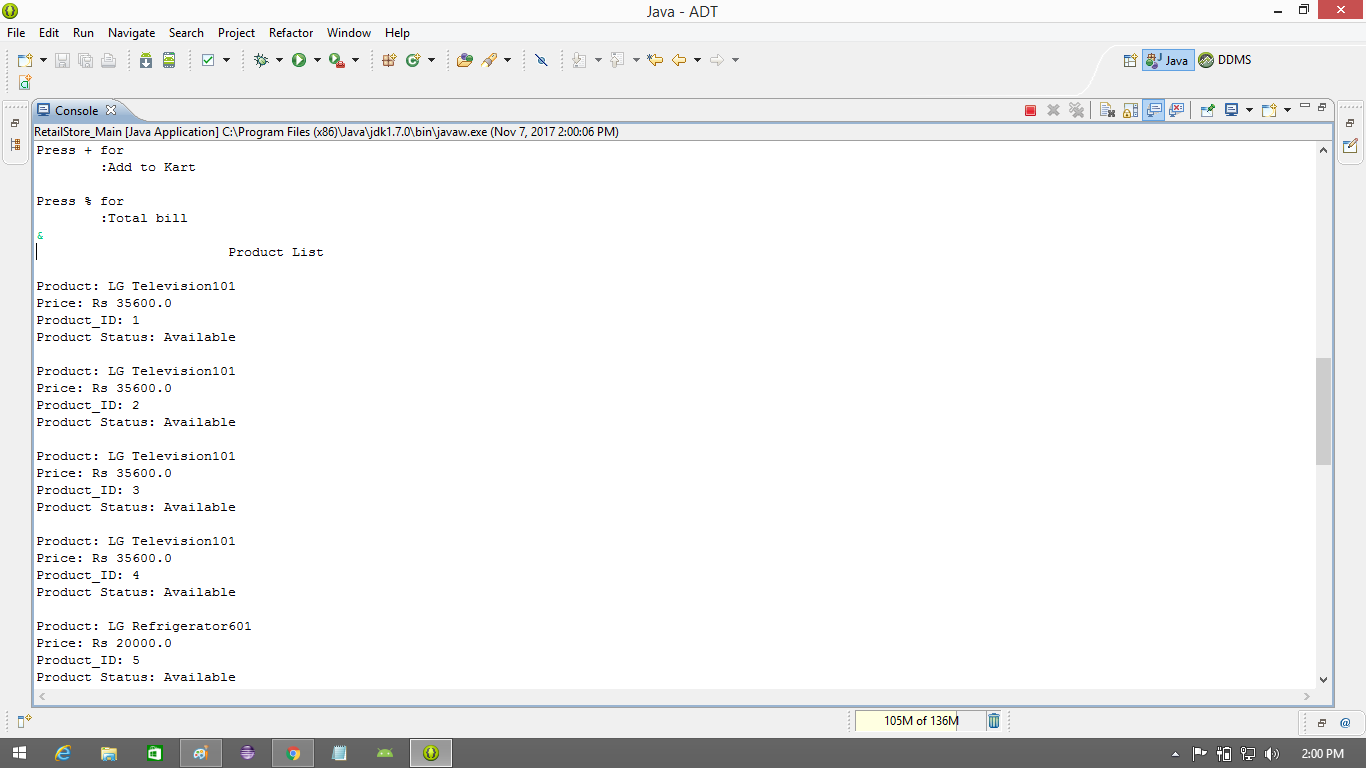 Java - ADT
File Edit Run Navigate Search Project Refactor Window Help
Java DDMS
Console
RetailStore_Main [Java Application] C:\Program Files (x86)\Java\jdk1.7.0\bin\javaw.exe (Nov 7, 2017 2:00:06 PM)
Press + for
:Add to Kart
Press % for
:Total bill
&
Product List
Product: LG Television101
Price: Rs 35600.0
Product_ID: 1
Product Status: Available
Product: LG Television101
Price: Rs 35600.0
Product_ID: 2
Product Status: Available
Product: LG Television101
Price: Rs 35600.0
Product_ID: 3
Product Status: Available
Product: LG Television101
Price: Rs 35600.0
Product_ID: 4
Product Status: Available
Product: LG Refrigerator601
Price: Rs 20000.0
Product_ID: 5
Product Status: Available
105M of 136M
2:00 PM